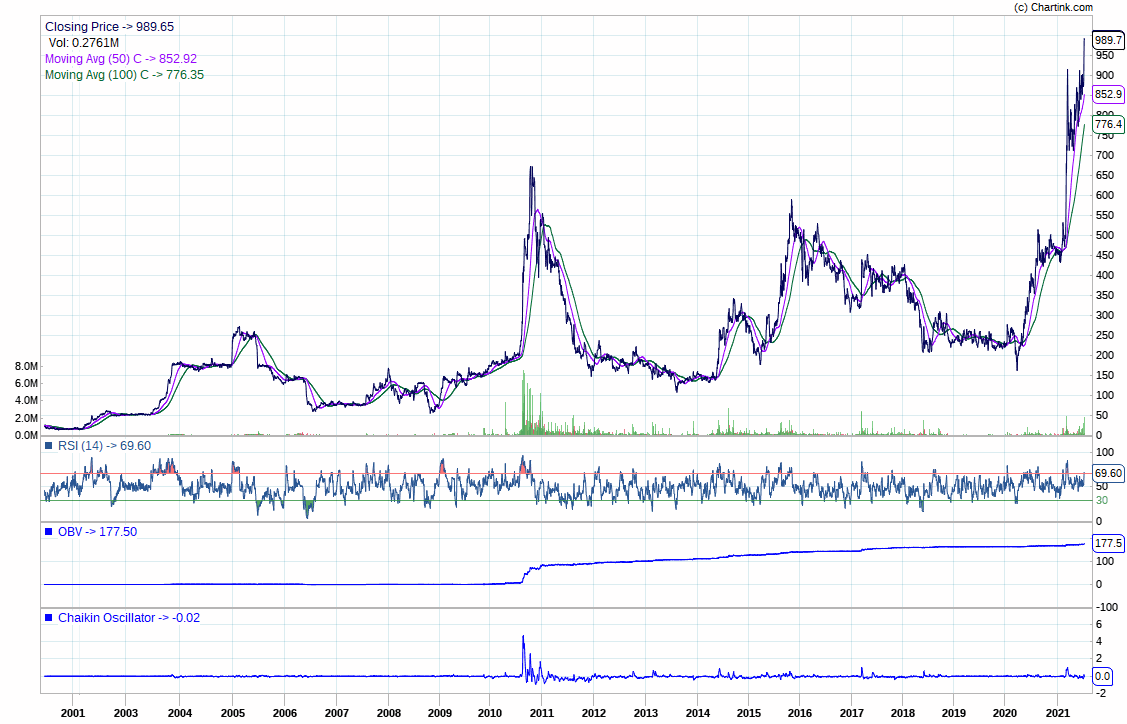 (c) Chartink.com
Closing Price -> 989.65
Vol: 0.2761M
Moving Avg (50) C -> 852.92
Moving Avg (100) C -> 776.35
989.7
950
900
852.9
800
776.4
750
700
650
600
550
500
450
400
350
300
250
200
150
100
50
0
8.0M
6.0M
4.0M
2.0M
0.0M
RSI (14) -> 69.60
100
69.60
50
30
0
OBV -> 177.50
177.5
100
0
-100
Chaikin Oscillator -> -0.02
6
4
2
0.0
-2
2001 2003 2004 2005 2006 2007 2008 2009 2010 2011 2012 2013 2014 2015 2016 2017 2018 2019 2020 2021